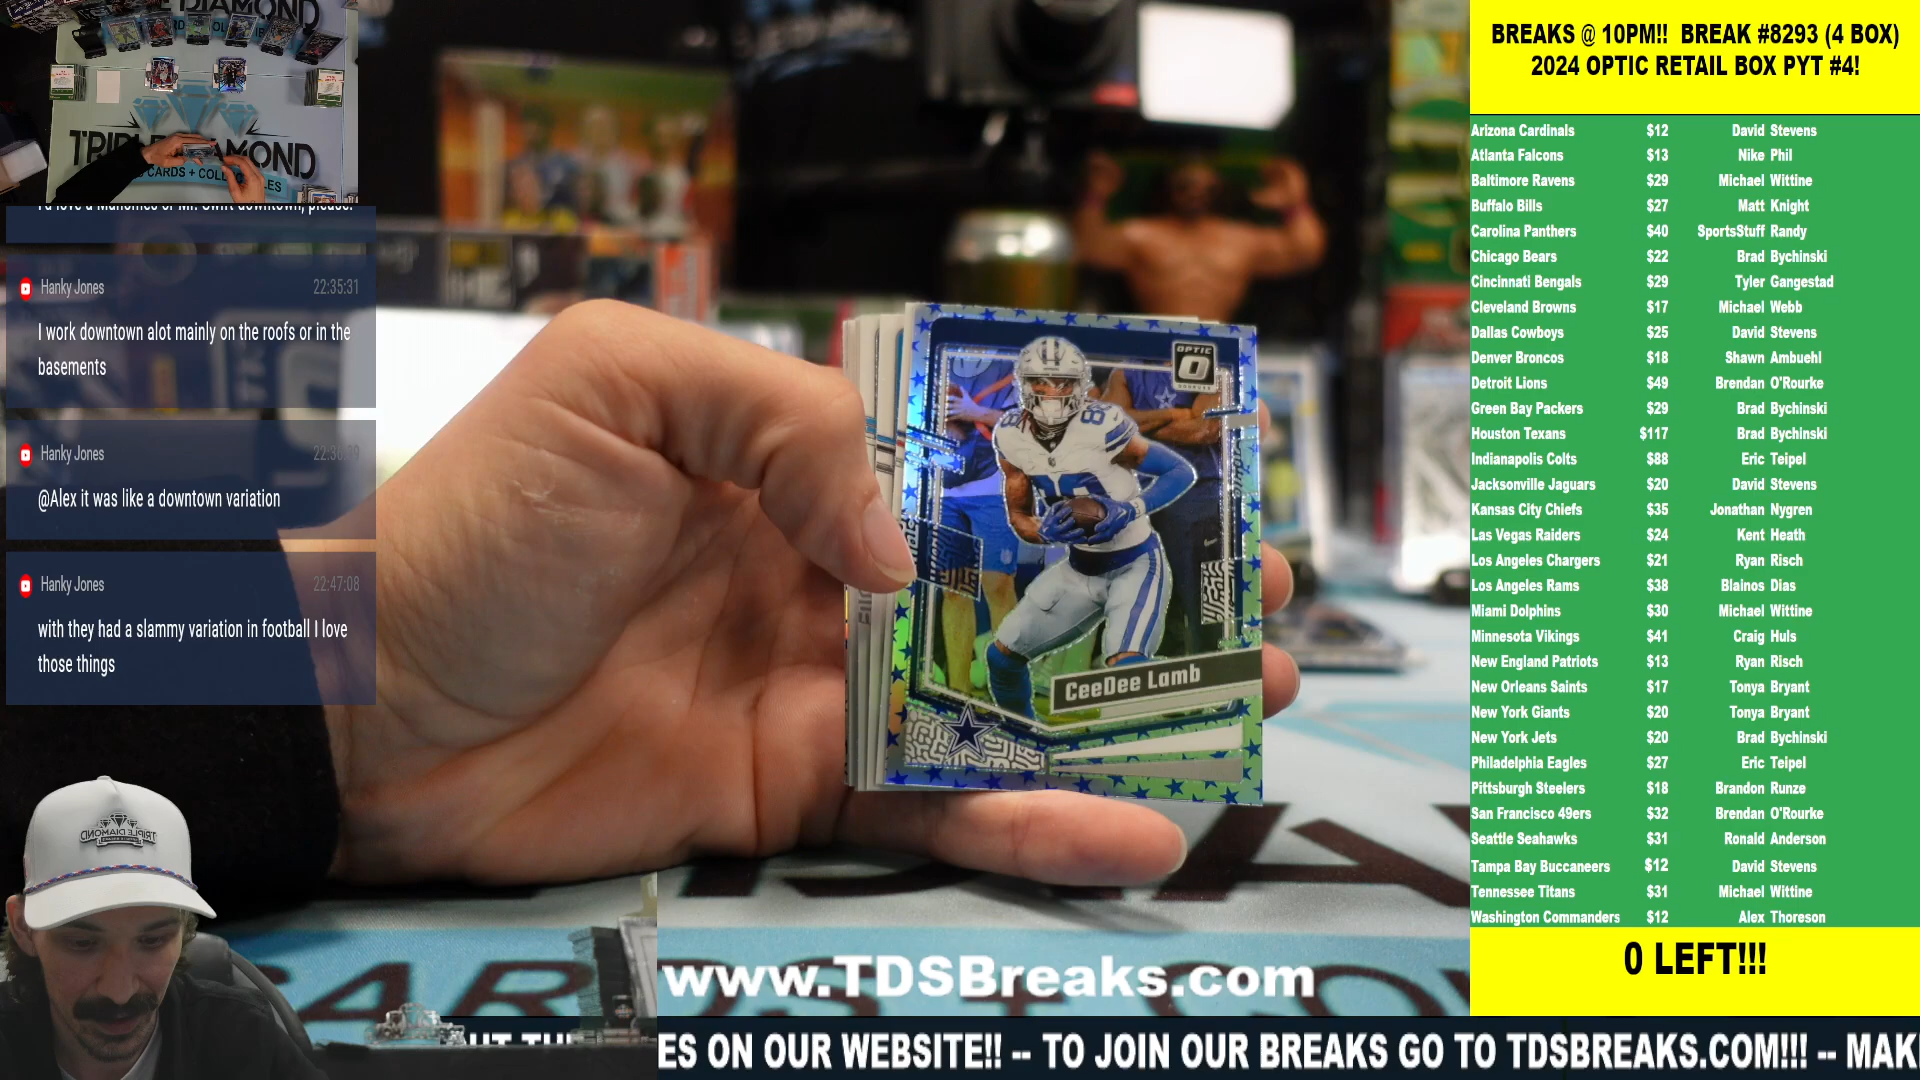 BREAKS @ 10PM!! BREAK #8293 (4 BOX)
2024 OPTIC RETAIL BOX PYT #4!
Arizona Cardinals $12 David Stevens
Atlanta Falcons $13 Nike Phil
Baltimore Ravens $29 Michael Wittine
Buffalo Bills $27 Matt Knight
Carolina Panthers $40 SportsStuff Randy
Chicago Bears $22 Brad Bychinski
Cincinnati Bengals $29 Tyler Gangestad
Cleveland Browns $17 Michael Webb
Dallas Cowboys $25 David Stevens
Denver Broncos $18 Shawn Ambuehl
Detroit Lions $49 Brendan O'Rourke
Green Bay Packers $29 Brad Bychinski
Houston Texans $117 Brad Bychinski
Indianapolis Colts $88 Eric Teipel
Jacksonville Jaguars $20 David Stevens
Kansas City Chiefs $35 Jonathan Nygren
Las Vegas Raiders $24 Kent Heath
Los Angeles Chargers $21 Ryan Risch
Los Angeles Rams $38 Blainos Dias
Miami Dolphins $30 Michael Wittine
Minnesota Vikings $41 Craig Huls
New England Patriots $13 Ryan Risch
New Orleans Saints $17 Tonya Bryant
New York Giants $20 Tonya Bryant
New York Jets $20 Brad Bychinski
Philadelphia Eagles $27 Eric Teipel
Pittsburgh Steelers $18 Brandon Runze
San Francisco 49ers $32 Brendan O'Rourke
Seattle Seahawks $31 Ronald Anderson
Tampa Bay Buccaneers $12 David Stevens
Tennessee Titans $31 Michael Wittine
Washington Commanders $12 Alex Thoreson
0 LEFT!!!
TRIPLE DIAMOND
I'd love a Mahomes or Mr. Swift downtown, please.
Hanky Jones 22:35:31
I work downtown alot mainly on the roofs or in the
basements
Hanky Jones
@Alex it was like a downtown variation
Hanky Jones 22:47:08
with they had a slammy variation in football I love
those things
OPTIC
CeeDee Lamb
TRIPLE DIAMOND
www.TDSBreaks.com
ES ON OUR WEBSITE!! -- TO JOIN OUR BREAKS GO TO TDSBREAKS.COM!!! -- MAK